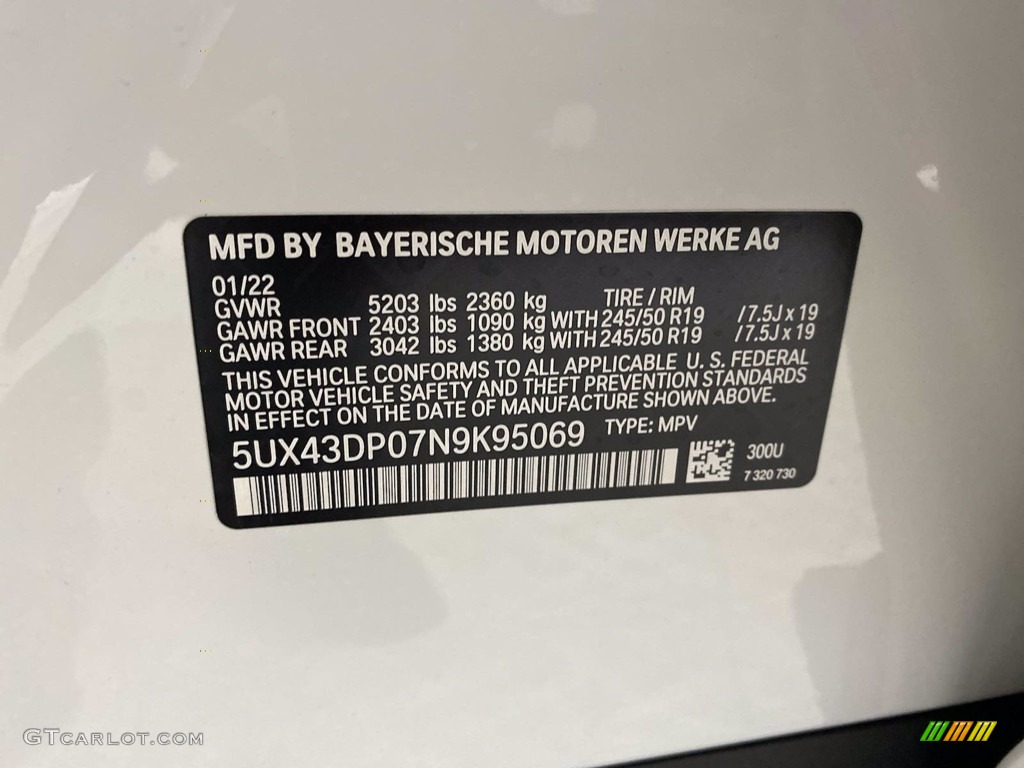 MFD BY BAYERISCHE MOTOREN WERKE AG
01/22
GVWR 5203 lbs 2360 kg TIRE / RIM
GAWR FRONT 2403 lbs 1090 kg WITH 245/50 R19 /7.5J x 19
GAWR REAR 3042 lbs 1380 kg WITH 245/50 R19 /7.5J x 19
THIS VEHICLE CONFORMS TO ALL APPLICABLE U. S. FEDERAL
MOTOR VEHICLE SAFETY AND THEFT PREVENTION STANDARDS
IN EFFECT ON THE DATE OF MANUFACTURE SHOWN ABOVE.
5UX43DP07N9K95069 TYPE: MPV
300U
7 320 730
GTCARLOT.COM